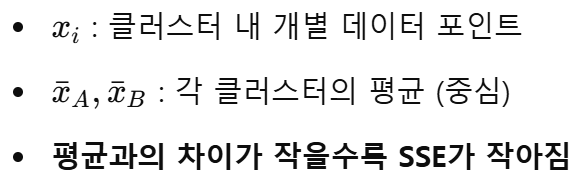 • xᵢ : 클러스터 내 개별 데이터 포인트
• x̄_A, x̄_B : 각 클러스터의 평균 (중심)
• 평균과의 차이가 작을수록 SSE가 작아짐